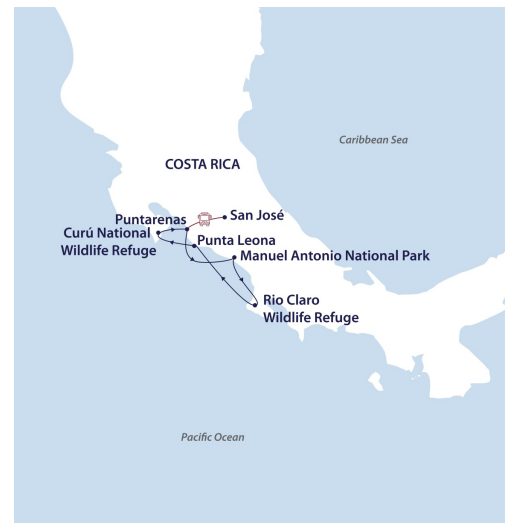 Caribbean Sea
COSTA RICA
Puntarenas
San José
Curú National
Wildlife Refuge
Punta Leona
Manuel Antonio National Park
Rio Claro
Wildlife Refuge
Pacific Ocean